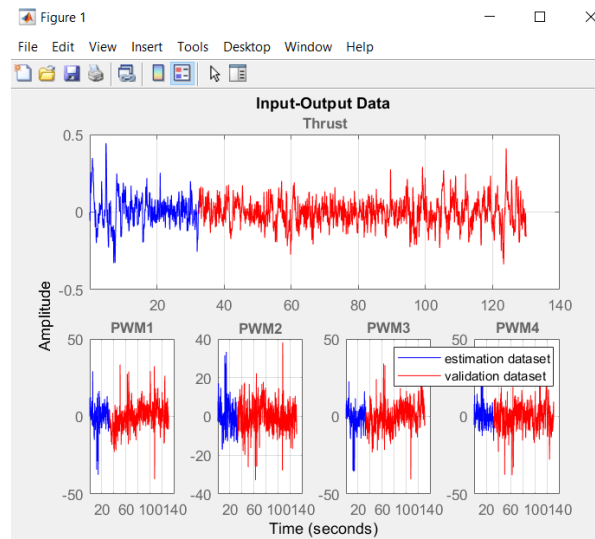 Figure 1
File Edit View Insert Tools Desktop Window Help
Input-Output Data
Thrust
0.5
0
-0.5
20 40 60 80 100 120 140
Amplitude
PWM1 PWM2 PWM3 PWM4
50 40 50 50
20
0 0 0 0
-20
-50 -40 -50 -50
estimation dataset
validation dataset
20 60 100140 20 60 100140 20 60 100140 20 60 100140
Time (seconds)